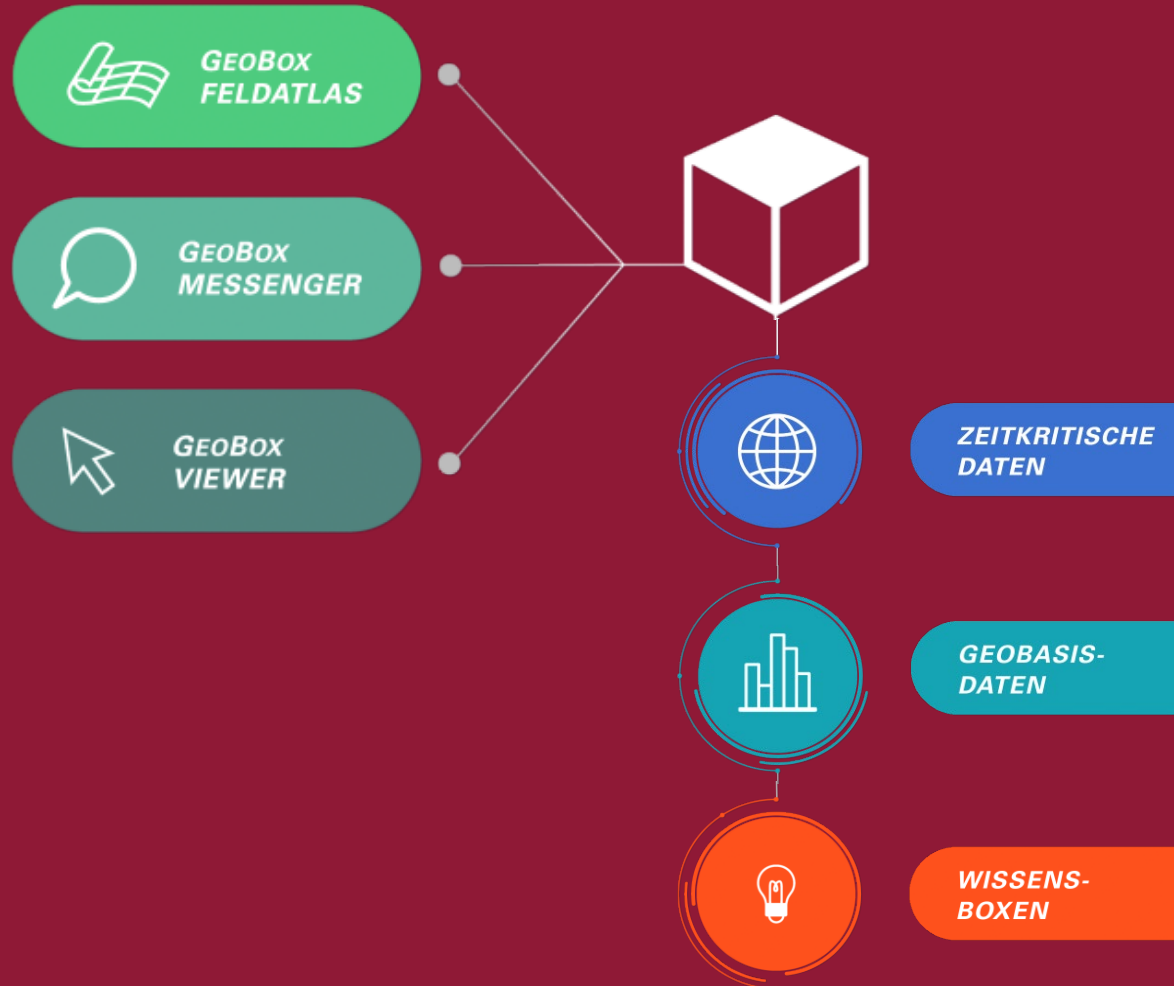 GEOBOX
FELDATLAS
GEOBOX
MESSENGER
GEOBOX
VIEWER
ZEITKRITISCHE
DATEN
GEOBASIS-
DATEN
WISSENS-
BOXEN